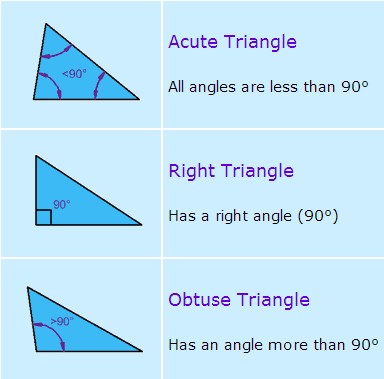 <90°
Acute Triangle
All angles are less than 90°
90°
Right Triangle
Has a right angle (90°)
>90°
Obtuse Triangle
Has an angle more than 90°